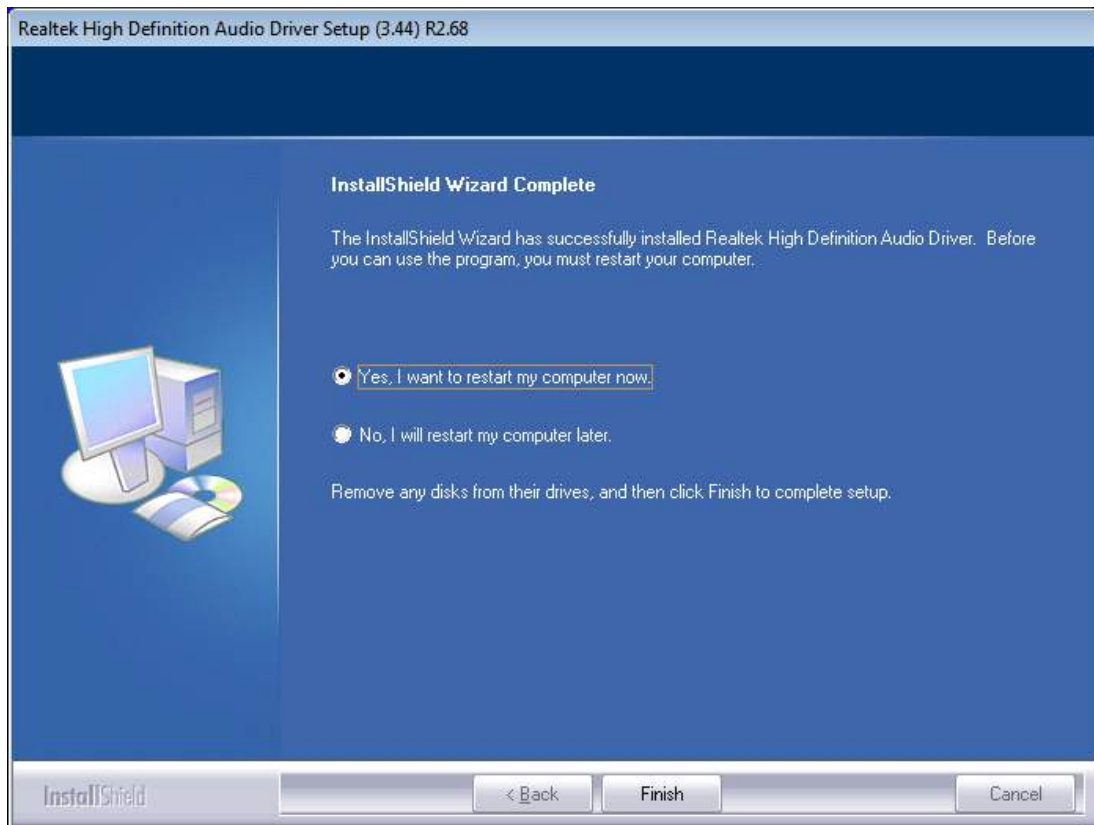 Realtek High Definition Audio Driver Setup (3.44) R2.68
InstallShield Wizard Complete
The InstallShield Wizard has successfully installed Realtek High Definition Audio Driver. Before
you can use the program, you must restart your computer.
Yes, I want to restart my computer now.
No, I will restart my computer later.
Remove any disks from their drives, and then click Finish to complete setup.
InstallShield
< Back
Finish
Cancel